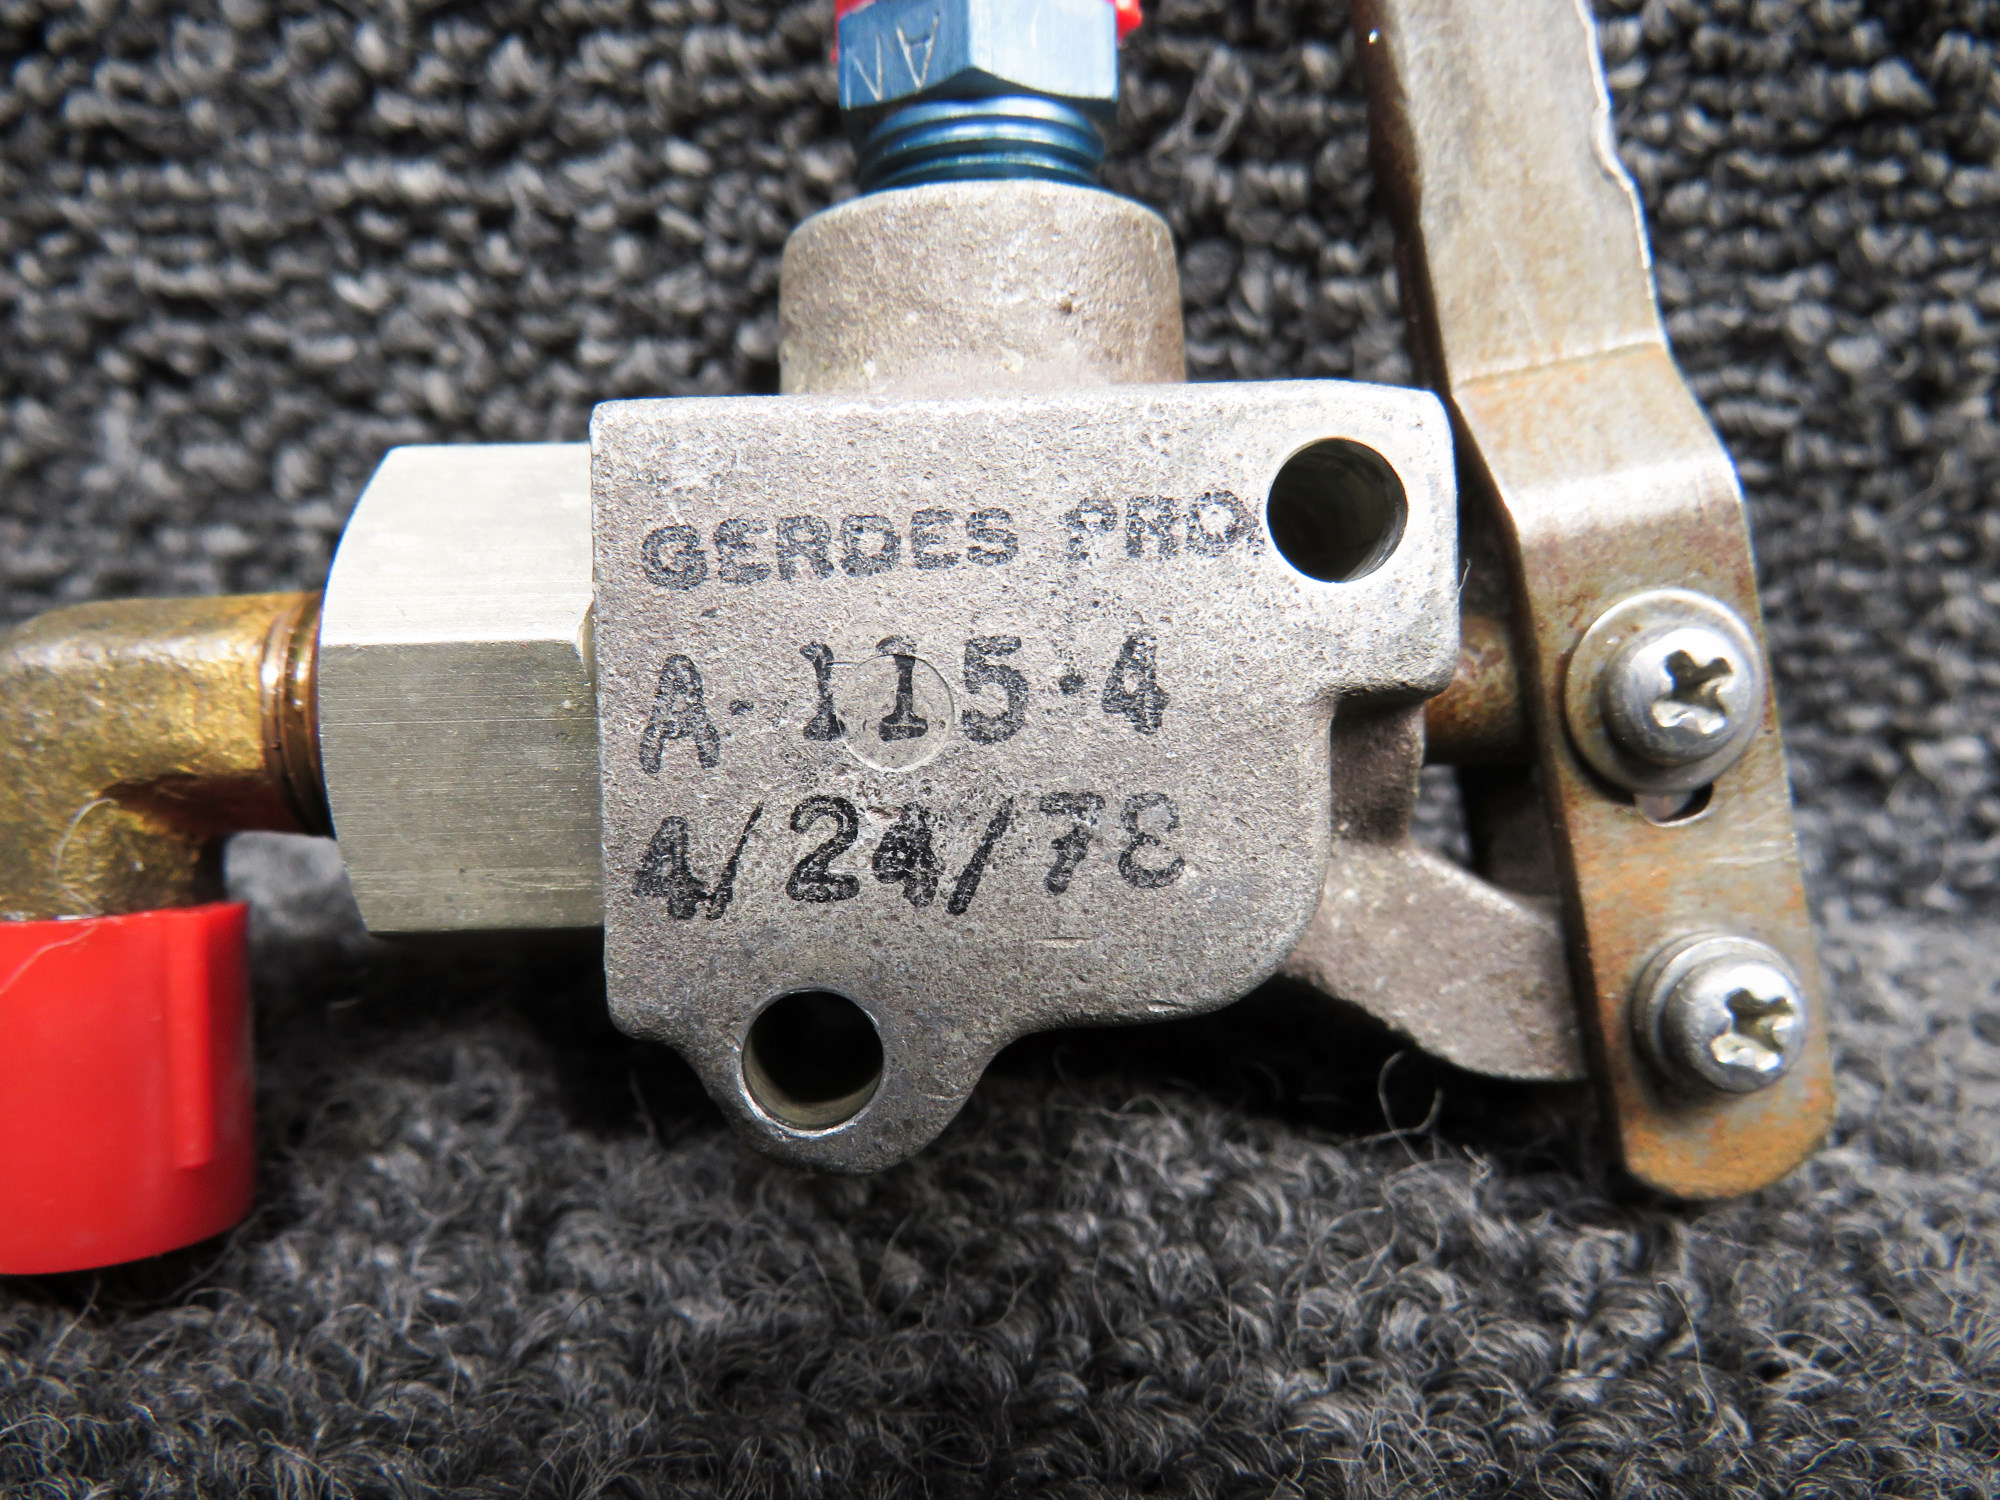 AN
GERDES PRO.
A-115-4
4/24/78